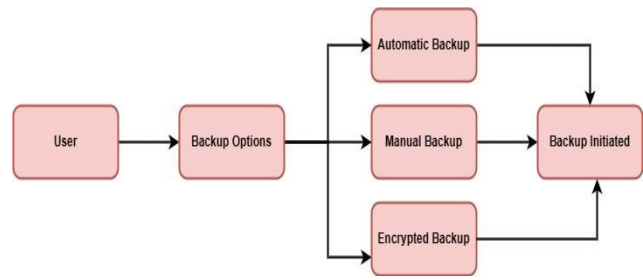 User
Backup Options
Automatic Backup
Manual Backup
Encrypted Backup
Backup Initiated